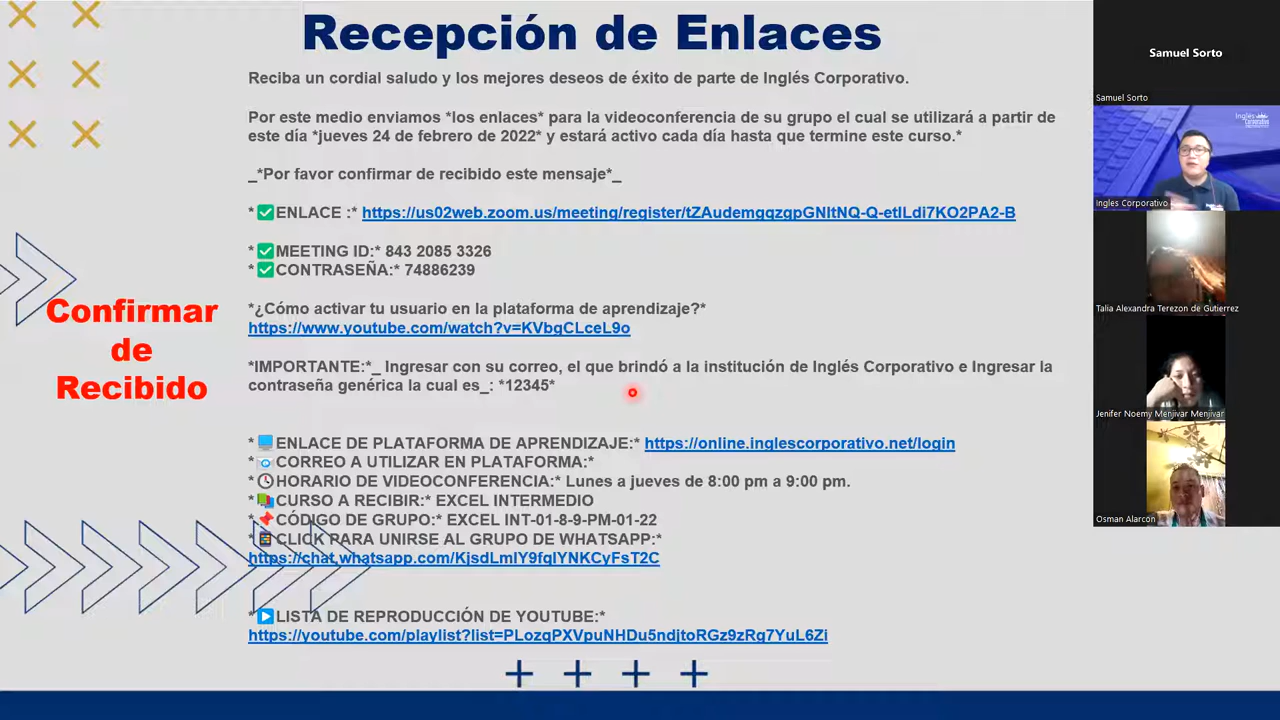 Recepción de Enlaces
Reciba un cordial saludo y los mejores deseos de éxito de parte de Inglés Corporativo.
Por este medio enviamos *los enlaces* para la videoconferencia de su grupo el cual se utilizará a partir de
este día *jueves 24 de febrero de 2022* y estará activo cada día hasta que termine este curso.*
_*Por favor confirmar de recibido este mensaje*_
*✅ENLACE :* https://us02web.zoom.us/meeting/register/tZAudemgqzgpGNItNQ-Q-etILdi7KO2PA2-B
*✅MEETING ID:* 843 2085 3326
*✅CONTRASEÑA:* 74886239
Confirmar
de
Recibido
*¿Cómo activar tu usuario en la plataforma de aprendizaje?*
https://www.youtube.com/watch?v=KVbgCLceL9o
*IMPORTANTE:*_ Ingresar con su correo, el que brindó a la institución de Inglés Corporativo e Ingresar la
contraseña genérica la cual es_: *12345*
*🖥️ENLACE DE PLATAFORMA DE APRENDIZAJE:* https://online.inglescorporativo.net/login
*📧CORREO A UTILIZAR EN PLATAFORMA:*
*🕓HORARIO DE VIDEOCONFERENCIA:* Lunes a jueves de 8:00 pm a 9:00 pm.
*📚CURSO A RECIBIR:* EXCEL INTERMEDIO
*📌CÓDIGO DE GRUPO:* EXCEL INT-01-8-9-PM-01-22
*📱CLICK PARA UNIRSE AL GRUPO DE WHATSAPP:*
https://chat.whatsapp.com/KjsdLmIY9fqIYNKCyFsT2C
*▶️LISTA DE REPRODUCCIÓN DE YOUTUBE:*
https://youtube.com/playlist?list=PLozqPXVpuNHDu5ndjtoRGz9zRg7YuL6Zi
Samuel Sorto
Samuel Sorto
Inglés
Corporativo
Ingles Corporativo
Talia Alexandra Terezon de Gutierrez
Jenifer Noemy Menjivar Menjivar
Osman Alarcón